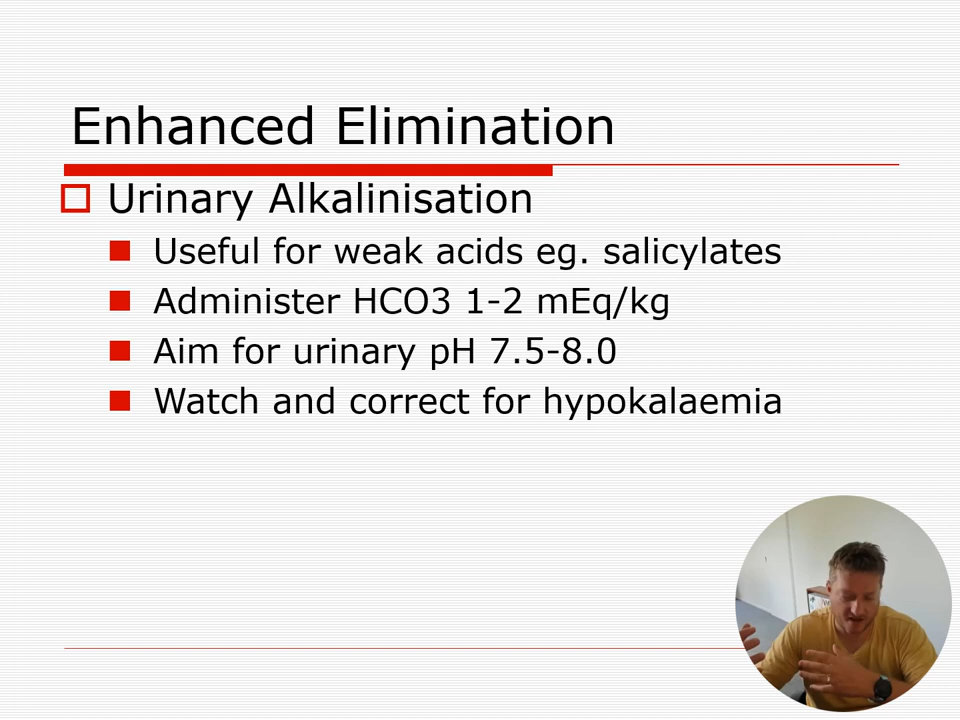 Enhanced Elimination
Urinary Alkalinisation
Useful for weak acids eg. salicylates
Administer HCO3 1-2 mEq/kg
Aim for urinary pH 7.5-8.0
Watch and correct for hypokalaemia